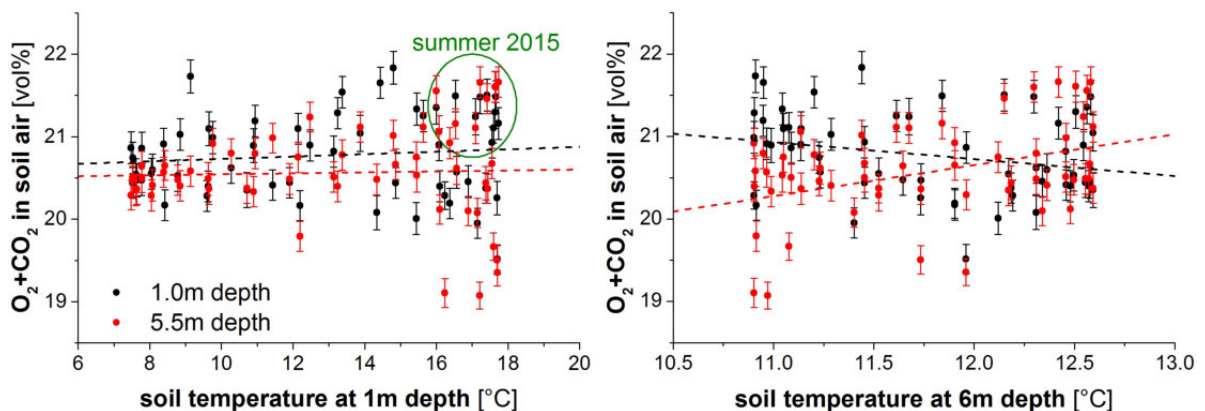 O₂+CO₂ in soil air [vol%]
22
21
20
19
summer 2015
1.0m depth
5.5m depth
6 8 10 12 14 16 18 20
soil temperature at 1m depth [°C]
O₂+CO₂ in soil air [vol%]
22
21
20
19
10.5 11.0 11.5 12.0 12.5 13.0
soil temperature at 6m depth [°C]